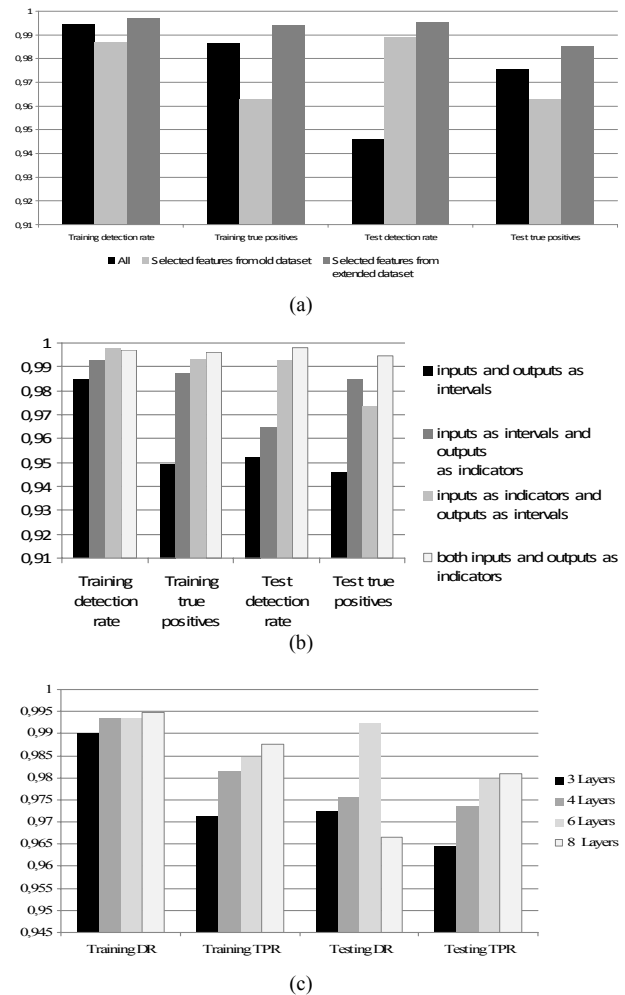 1
0,99
0,98
0,97
0,96
0,95
0,94
0,93
0,92
0,91
Training detection rate Training true positives Test detection rate Test true positives
All Selected features from old dataset Selected features from
extended dataset
(a)
1
0,99
0,98
0,97
0,96
0,95
0,94
0,93
0,92
0,91
Training
detection
rate
Training
true
positives
Test
detection
rate
Test true
positives
inputs and outputs as
intervals
inputs as intervals and
outputs
as indicators
inputs as indicators and
outputs as intervals
both inputs and outputs as
indicators
(b)
1
0,995
0,99
0,985
0,98
0,975
0,97
0,965
0,96
0,955
0,95
0,945
Training DR Training TPR Testing DR Testing TPR
3 Layers
4 Layers
6 Layers
8 Layers
(c)